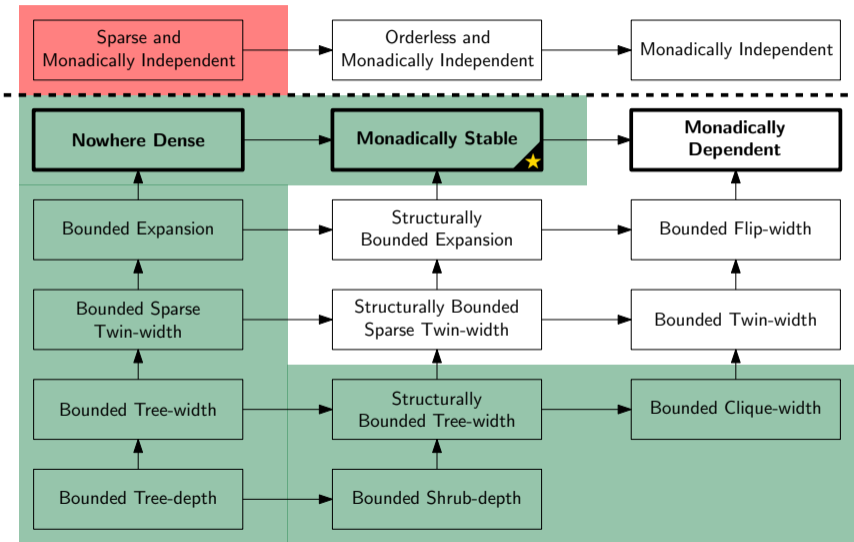 Sparse and
Monadically Independent
Orderless and
Monadically Independent
Monadically Independent
Nowhere Dense
Monadically Stable
Monadically
Dependent
Bounded Expansion
Structurally
Bounded Expansion
Bounded Flip-width
Bounded Sparse
Twin-width
Structurally Bounded
Sparse Twin-width
Bounded Twin-width
Bounded Tree-width
Structurally
Bounded Tree-width
Bounded Clique-width
Bounded Tree-depth
Bounded Shrub-depth